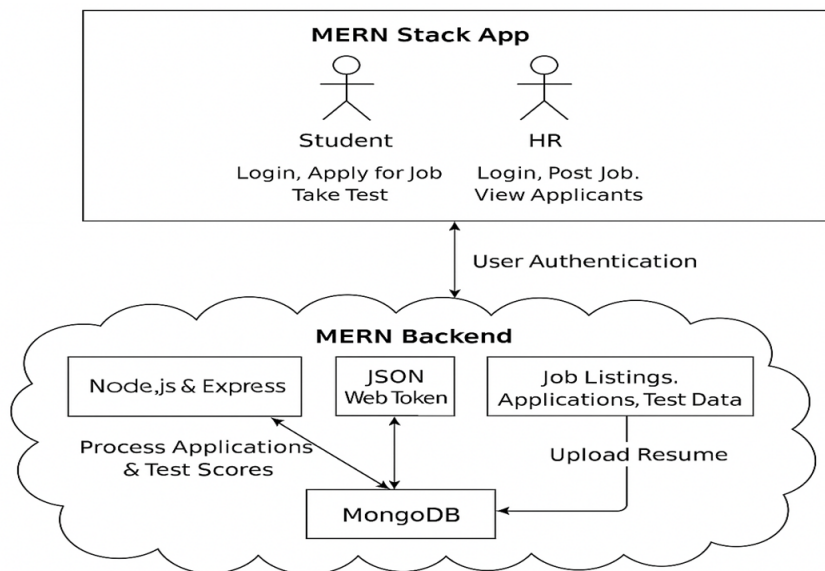 MERN Stack App
Student
HR
Login, Apply for Job
Take Test
Login, Post Job.
View Applicants
User Authentication
MERN Backend
Node,js & Express
JSON
Web Token
Job Listings.
Applications, Test Data
Process Applications
& Test Scores
Upload Resume
MongoDB